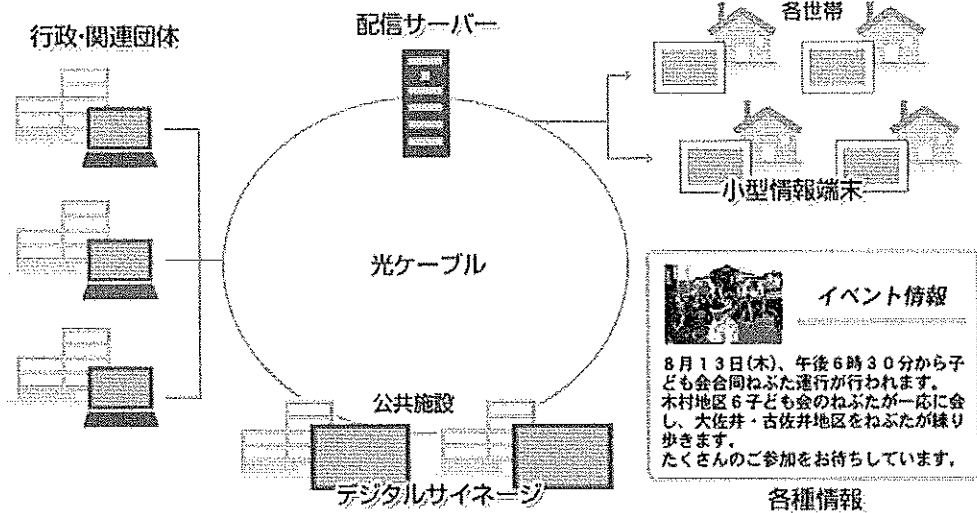 行政・関連団体
配信サーバー
各世帯
小型情報端末
光ケーブル
イベント情報
8月13日(木)、午後6時30分から子
ども会合同ねぶた運行が行われます。
木村地区6子ども会のねぶたが一応に会
し、大佐井・古佐井地区をねぶたが練り
歩きます。
たくさんのご参加をお待ちしています。
各種情報
公共施設
デジタルサイネージ